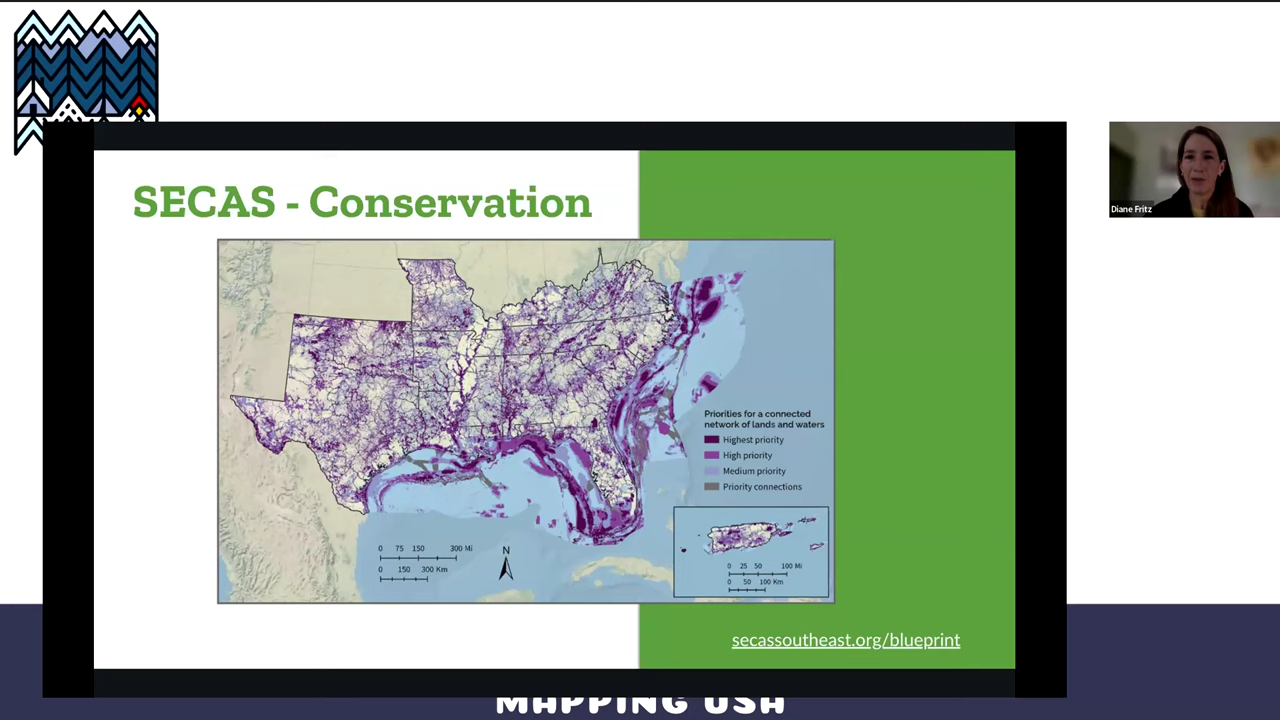 SECAS - Conservation
Diane Fritz
Priorities for a connected
network of lands and waters
Highest priority
High priority
Medium priority
Priority connections
0 75 150 300 Mi
0 150 300 Km
N
0 25 50 100 Mi
0 50 100 Km
secassoutheast.org/blueprint
MAPPING USA